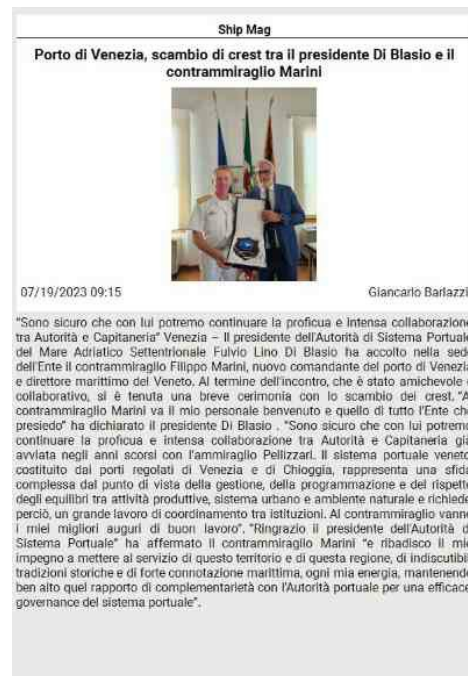 Ship Mag
Porto di Venezia, scambio di crest tra il presidente Di Blasio e il
contrammiraglio Marini
07/19/2023 09:15
Giancarlo Barlazzi
"Sono sicuro che con lui potremo continuare la proficua e intensa collaborazione
tra Autorità e Capitaneria" Venezia – Il presidente dell'Autorità di Sistema Portuale
del Mare Adriatico Settentrionale Fulvio Lino Di Blasio ha accolto nella sede
dell'Ente il contrammiraglio Filippo Marini, nuovo comandante del porto di Venezia
e direttore marittimo del Veneto. Al termine dell'incontro, che è stato amichevole e
collaborativo, si è tenuta una breve cerimonia con lo scambio dei crest. "A
contrammiraglio Marini va il mio personale benvenuto e quello di tutto l'Ente che
presiedo" ha dichiarato il presidente Di Blasio . "Sono sicuro che con lui potremo
continuare la proficua e intensa collaborazione tra Autorità e Capitaneria già
avviata negli anni scorsi con l'ammiraglio Pellizzari. Il sistema portuale veneto
costituito dai porti regolati di Venezia e di Chioggia, rappresenta una sfida
complessa dal punto di vista della gestione, della programmazione e del rispetto
degli equilibri tra attività produttive, sistema urbano e ambiente naturale e richiede
perciò, un grande lavoro di coordinamento tra istituzioni. Al contrammiraglio vanno
i miei migliori auguri di buon lavoro". "Ringrazio il presidente dell'Autorità d
Sistema Portuale" ha affermato il contrammiraglio Marini "e ribadisco il mio
impegno a mettere al servizio di questo territorio e di questa regione, di indiscutibil
tradizioni storiche e di forte connotazione marittima, ogni mia energia, mantenendo
ben alto quel rapporto di complementarietà con l'Autorità portuale per una efficace
governance del sistema portuale".